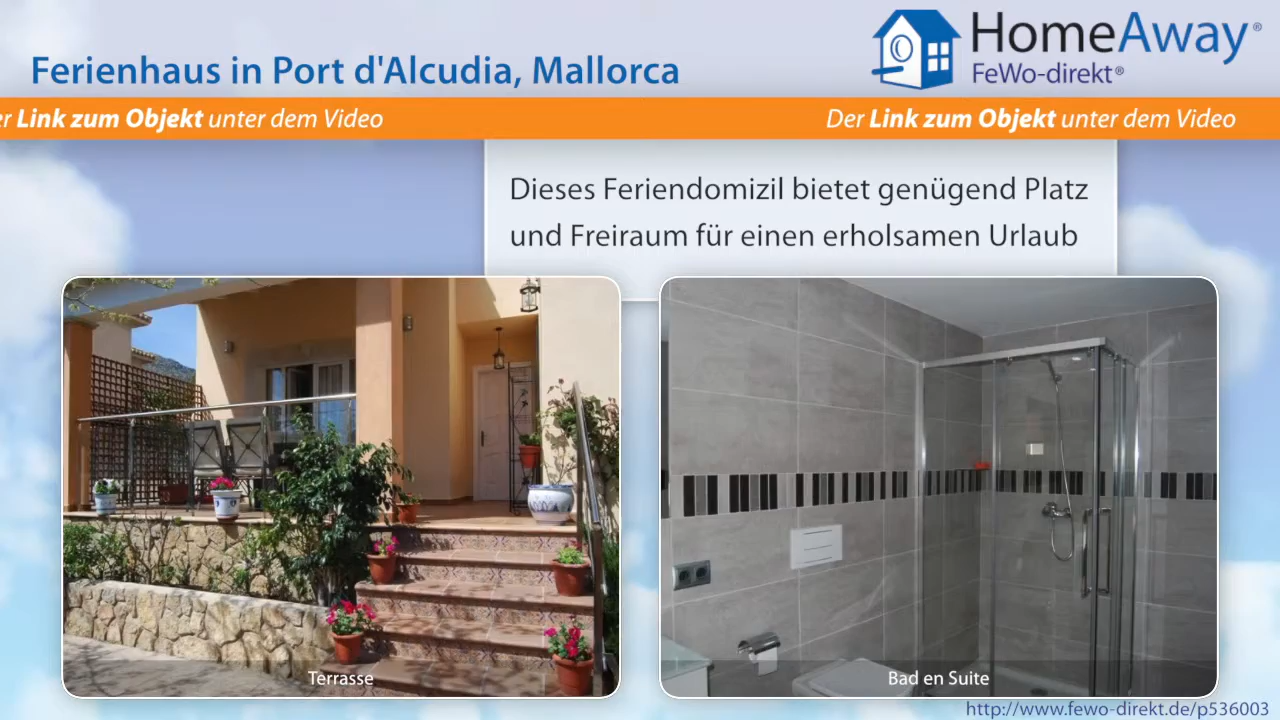 HomeAway®
FeWo-direkt®
Ferienhaus in Port d'Alcudia, Mallorca
er Link zum Objekt unter dem Video
Der Link zum Objekt unter dem Video
Dieses Feriendomizil bietet genügend Platz
und Freiraum für einen erholsamen Urlaub
Terrasse
Bad en Suite
http://www.fewo-direkt.de/p536003